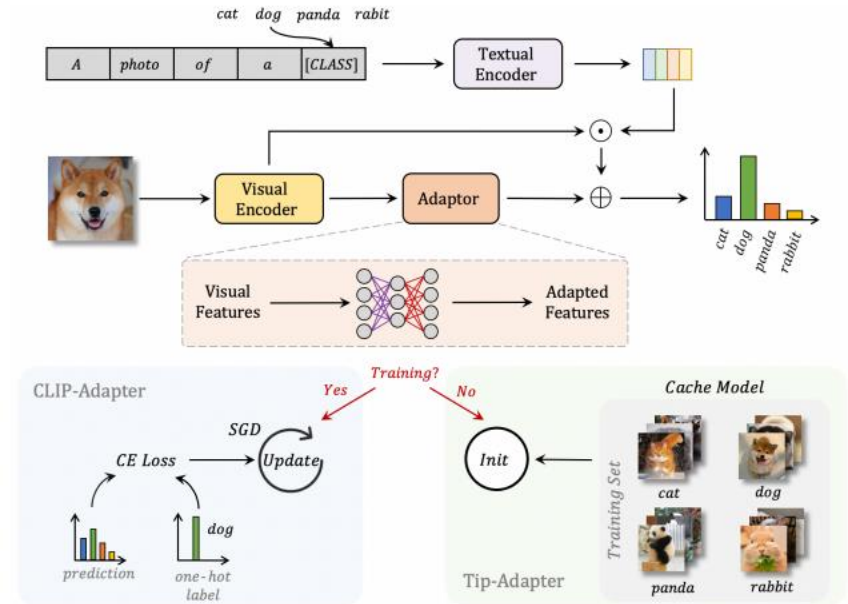 cat dog panda rabit
A photo of a [CLASS]
Textual
Encoder
Visual
Encoder
Adaptor
cat
dog
panda
rabbit
Visual
Features
Adapted
Features
CLIP-Adapter
Training?
Yes
No
Cache Model
SGD
CE Loss
Update
Init
Training Set
cat
dog
dog
prediction
one-hot
label
panda
rabbit
Tip-Adapter